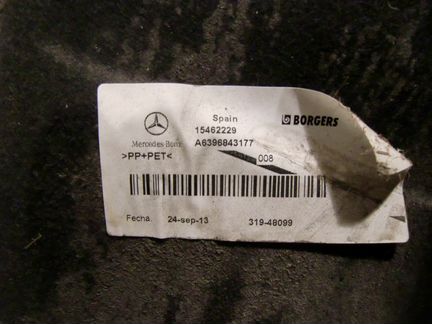 Spain
15462229
BORGERS
Mercedes-Benz
A6396843177
>PP+PET<
008
Fecha 24-sep-13 319-48099